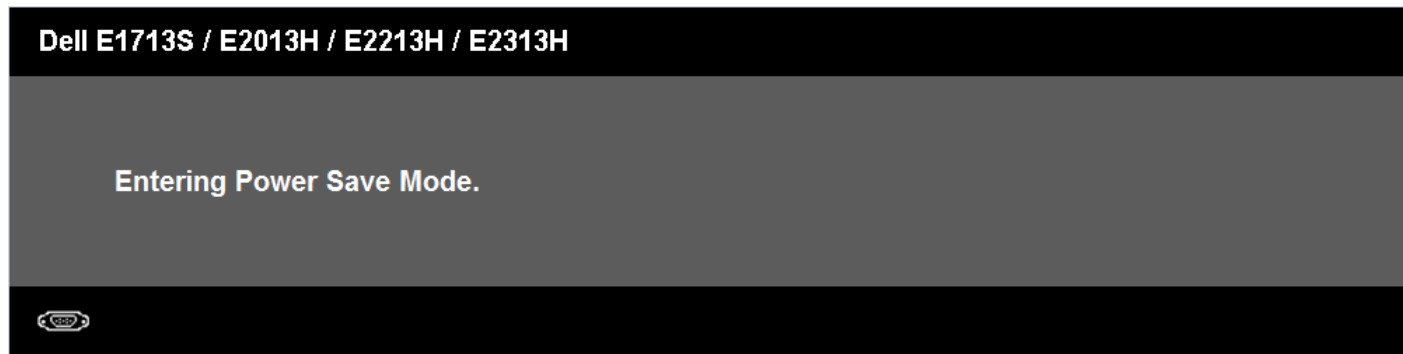 Dell E1713S / E2013H / E2213H / E2313H
Entering Power Save Mode.